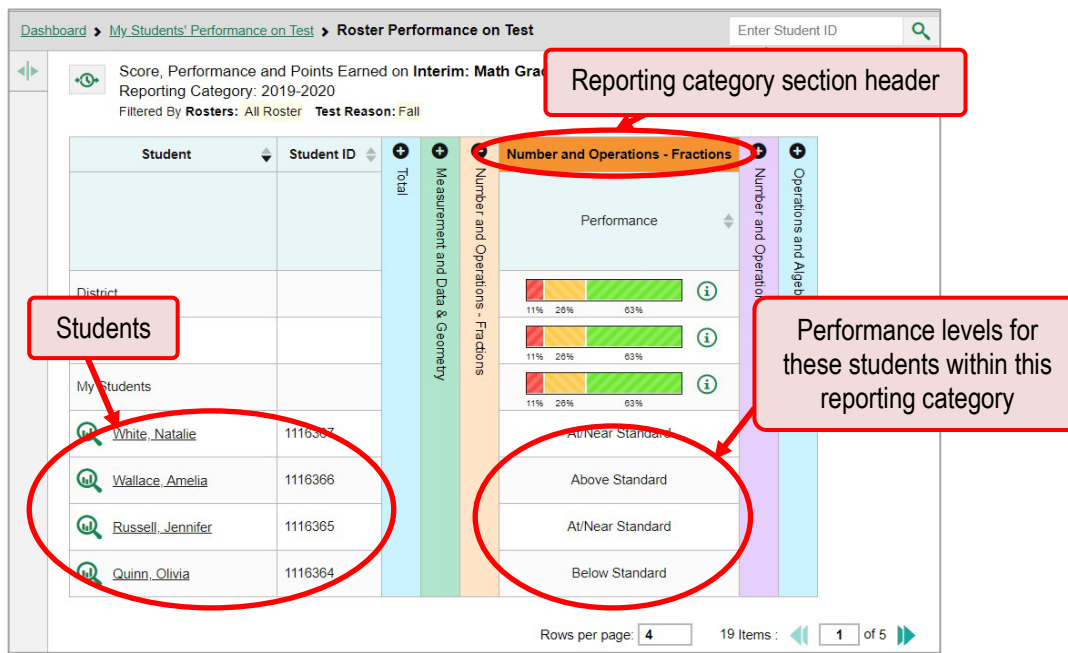 Dashboard › My Students' Performance on Test › Roster Performance on Test
Enter Student ID
Score, Performance and Points Earned on Interim: Math Gra
Reporting Category: 2019-2020
Filtered By Rosters: All Roster Test Reason: Fall
Reporting category section header
Student
Student ID
Total
Measurement and Data & Geometry
Number and Operations - Fractions
Number and Operations - Fractions
Performance
Number and Operation
Operations and Algeb
District
11% 26% 63%
11% 26% 63%
My Students
11% 26% 63%
Students
Performance levels for
these students within this
reporting category
White, Natalie 1116367 At/Near Standard
Wallace, Amelia 1116366 Above Standard
Russell, Jennifer 1116365 At/Near Standard
Quinn, Olivia 1116364 Below Standard
Rows per page: 4 19 Items : 1 of 5